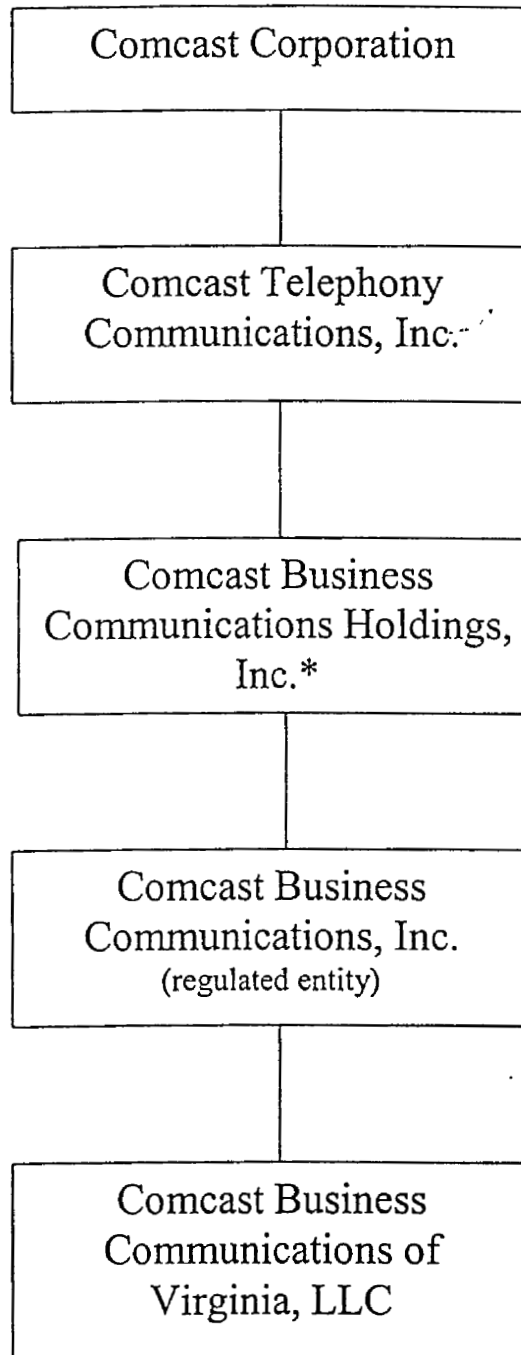 Comcast Corporation
Comcast Telephony
Communications, Inc.
Comcast Business
Communications Holdings,
Inc.*
Comcast Business
Communications, Inc.
(regulated entity)
Comcast Business
Communications of
Virginia, LLC